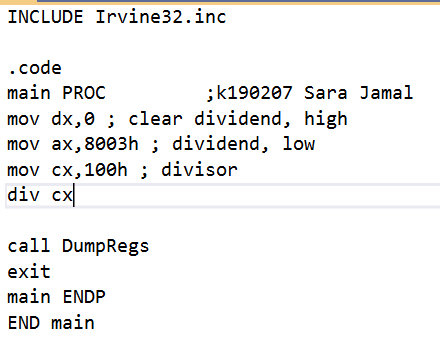 INCLUDE Irvine32.inc
.code
main PROC ;k190207 Sara Jamal
mov dx,0 ; clear dividend, high
mov ax,8003h ; dividend, low
mov cx,100h ; divisor
div cx
call DumpRegs
exit
main ENDP
END main